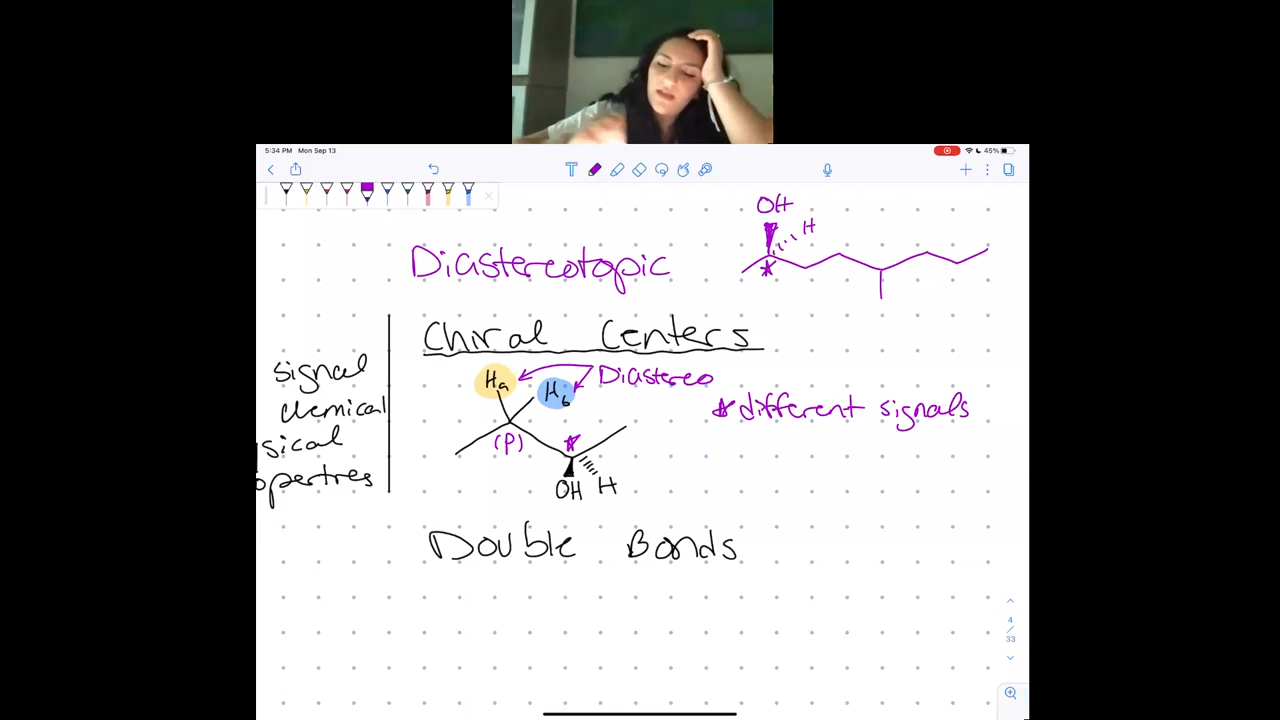 5:34 PM Mon Sep 13
45%
T
OH
H
Diastereotopic
Chiral Centers
signal
chemical
sical
opertres
Ha
Hb
Diastereo
*different signals
(P)
*
*
OH
H
Double Bonds
4
/
33